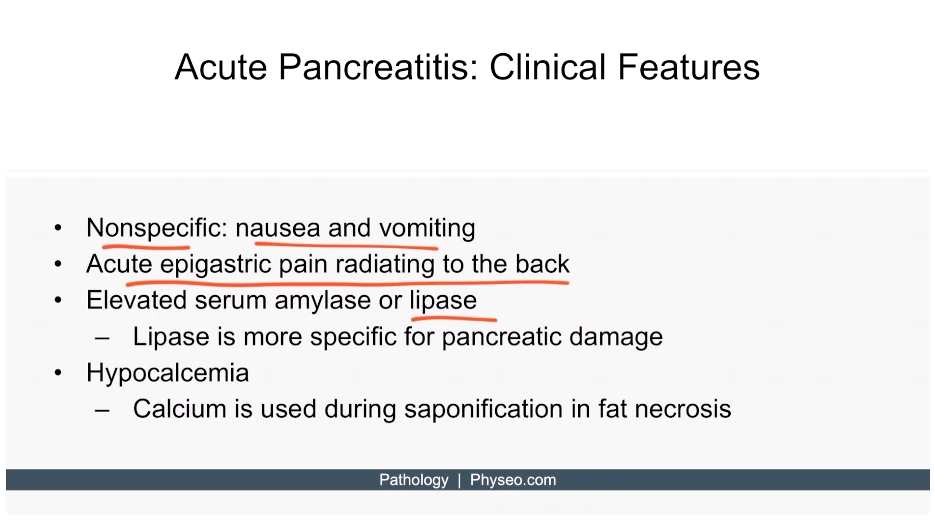 Acute Pancreatitis: Clinical Features
• Nonspecific: nausea and vomiting
• Acute epigastric pain radiating to the back
• Elevated serum amylase or lipase
– Lipase is more specific for pancreatic damage
• Hypocalcemia
– Calcium is used during saponification in fat necrosis
Pathology | Physeo.com